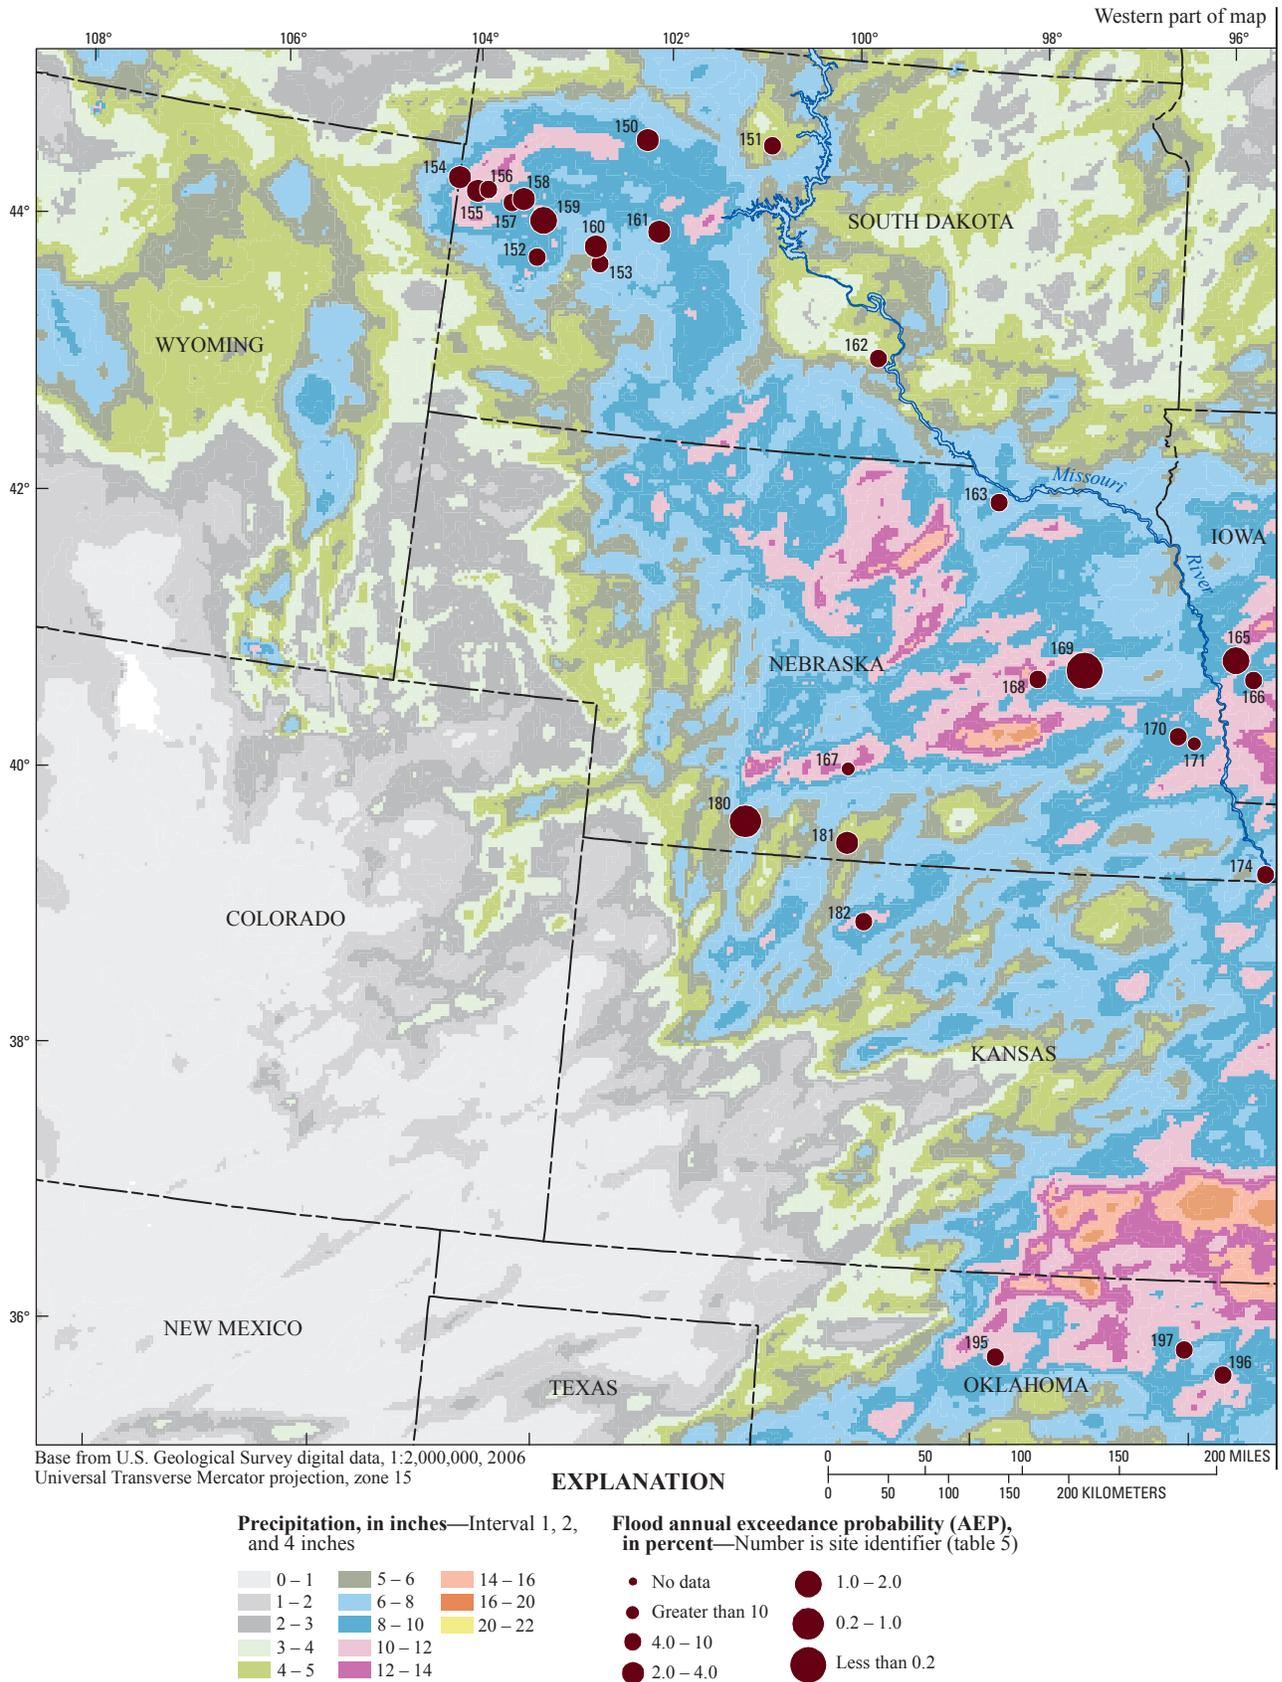 Western part of map
108°
106°
104°
102°
100°
98°
96°
150
151
154
156
158
44°
155
159
157
160
161
SOUTH DAKOTA
152
153
WYOMING
162
42°
163
Missouri
River
IOWA
165
169
NEBRASKA
168
166
170
171
40°
167
180
181
174
182
COLORADO
38°
KANSAS
36°
NEW MEXICO
195
197
196
TEXAS
OKLAHOMA
Base from U.S. Geological Survey digital data, 1:2,000,000, 2006
Universal Transverse Mercator projection, zone 15
0 50 100 150 200 MILES
0 50 100 150 200 KILOMETERS
EXPLANATION
Precipitation, in inches—Interval 1, 2,
and 4 inches
0 – 1
1 – 2
2 – 3
3 – 4
4 – 5
5 – 6
6 – 8
8 – 10
10 – 12
12 – 14
14 – 16
16 – 20
20 – 22
Flood annual exceedance probability (AEP),
in percent—Number is site identifier (table 5)
No data
Greater than 10
4.0 – 10
2.0 – 4.0
1.0 – 2.0
0.2 – 1.0
Less than 0.2